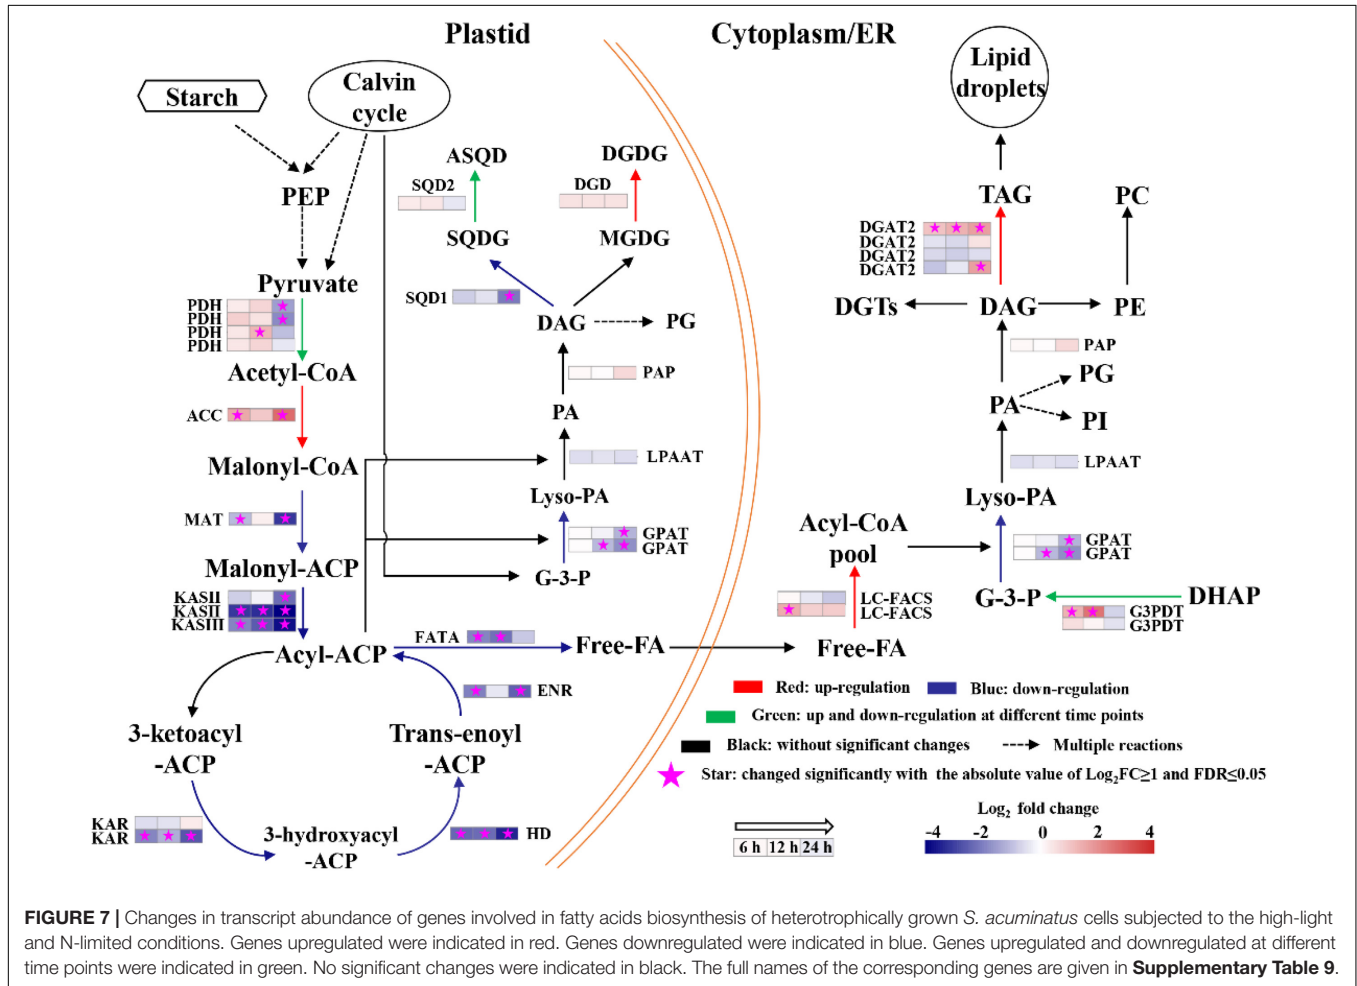 Plastid
Cytoplasm/ER
Starch
Calvin
cycle
PEP
Pyruvate
PDH
PDH
PDH
PDH
Acetyl-CoA
ACC
Malonyl-CoA
MAT
Malonyl-ACP
KASII
KASII
KASIII
Acyl-ACP
3-ketoacyl
-ACP
KAR
KAR
3-hydroxyacyl
-ACP
HD
Trans-enoyl
-ACP
ENR
FATA
Free-FA
ASQD
SQD2
SQDG
SQD1
DGDG
DGD
MGDG
DAG
PG
PAP
PA
LPAAT
Lyso-PA
GPAT
GPAT
G-3-P
Lipid
droplets
TAG
PC
DGAT2
DGAT2
DGAT2
DGAT2
DGTs
DAG
PE
PAP
PG
PA
PI
LPAAT
Lyso-PA
Acyl-CoA
pool
GPAT
GPAT
G-3-P
DHAP
G3PDT
G3PDT
LC-FACS
LC-FACS
Free-FA
Red: up-regulation
Blue: down-regulation
Green: up and down-regulation at different time points
Black: without significant changes
Multiple reactions
Star: changed significantly with the absolute value of Log2FC≥1 and FDR≤0.05
Log2 fold change
-4 -2 0 2 4
6 h 12 h 24 h
FIGURE 7 | Changes in transcript abundance of genes involved in fatty acids biosynthesis of heterotrophically grown S. acuminatus cells subjected to the high-light
and N-limited conditions. Genes upregulated were indicated in red. Genes downregulated were indicated in blue. Genes upregulated and downregulated at different
time points were indicated in green. No significant changes were indicated in black. The full names of the corresponding genes are given in Supplementary Table 9.